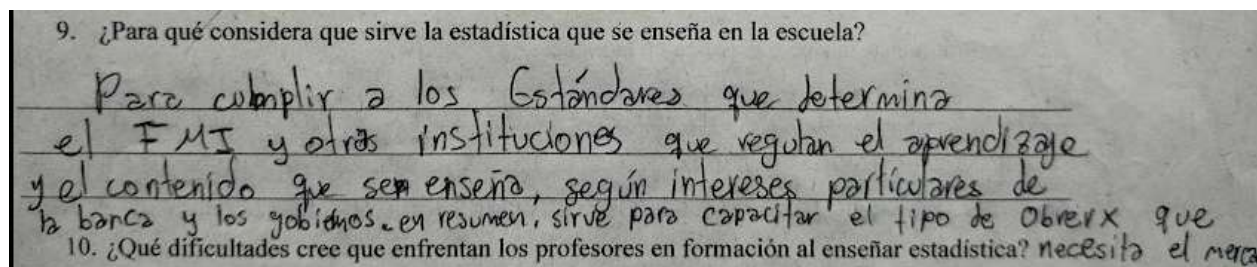 9. ¿Para qué considera que sirve la estadística que se enseña en la escuela?
Para cumplir a los Estándares que determina
el FMI y otras instituciones que regulan el aprendizaje
y el contenido que se enseña, según intereses particulares de
la banca y los gobiernos. en resumen, sirve para capacitar el tipo de Obrerx que
10. ¿Qué dificultades cree que enfrentan los profesores en formación al enseñar estadística? necesita el merca